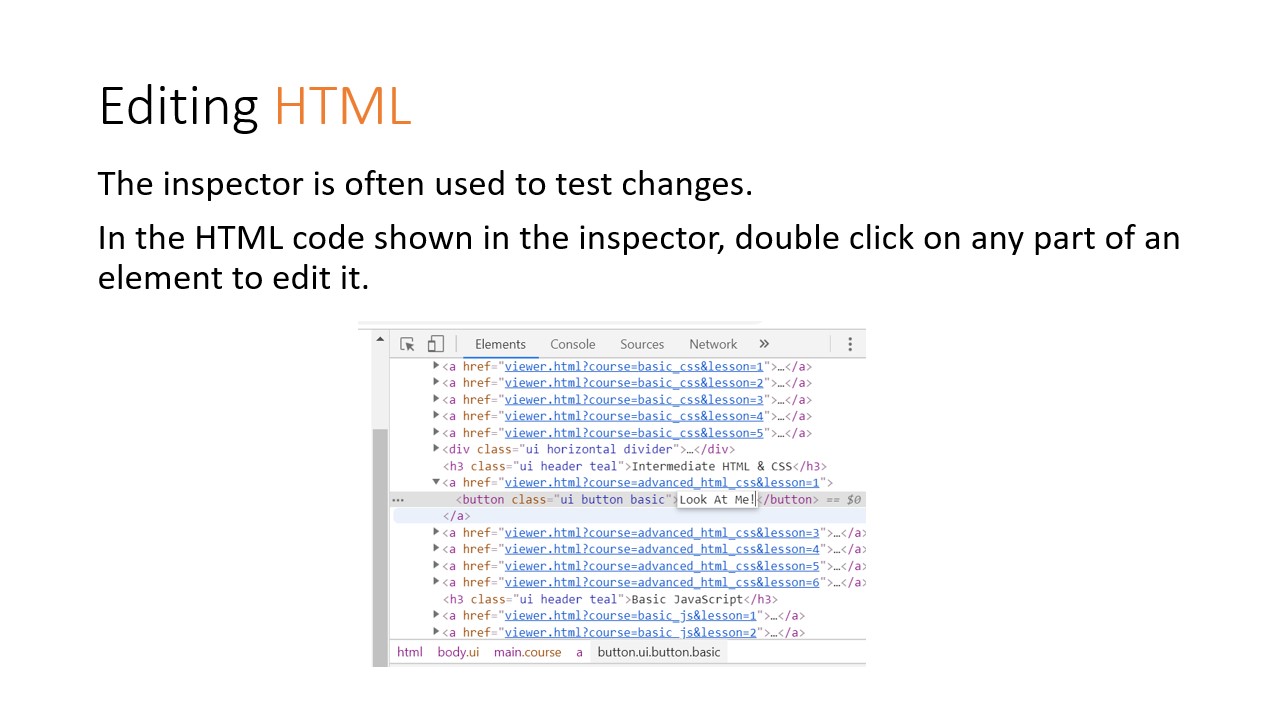 Editing HTML
The inspector is often used to test changes.
In the HTML code shown in the inspector, double click on any part of an
element to edit it.
Elements Console Sources Network »
<a href="viewer.html?course=basic_css&lesson=1">…</a>
<a href="viewer.html?course=basic_css&lesson=2">…</a>
<a href="viewer.html?course=basic_css&lesson=3">…</a>
<a href="viewer.html?course=basic_css&lesson=4">…</a>
<a href="viewer.html?course=basic_css&lesson=5">…</a>
<div class="ui horizontal divider">…</div>
<h3 class="ui header teal">Intermediate HTML & CSS</h3>
<a href="viewer.html?course=advanced_html_css&lesson=1">
<button class="ui button basic">Look At Me!</button> == $0
</a>
<a href="viewer.html?course=advanced_html_css&lesson=3">…</a>
<a href="viewer.html?course=advanced_html_css&lesson=4">…</a>
<a href="viewer.html?course=advanced_html_css&lesson=5">…</a>
<a href="viewer.html?course=advanced_html_css&lesson=6">…</a>
<h3 class="ui header teal">Basic JavaScript</h3>
<a href="viewer.html?course=basic_js&lesson=1">…</a>
<a href="viewer.html?course=basic_js&lesson=2">…</a>
html body.ui main.course a button.ui.button.basic